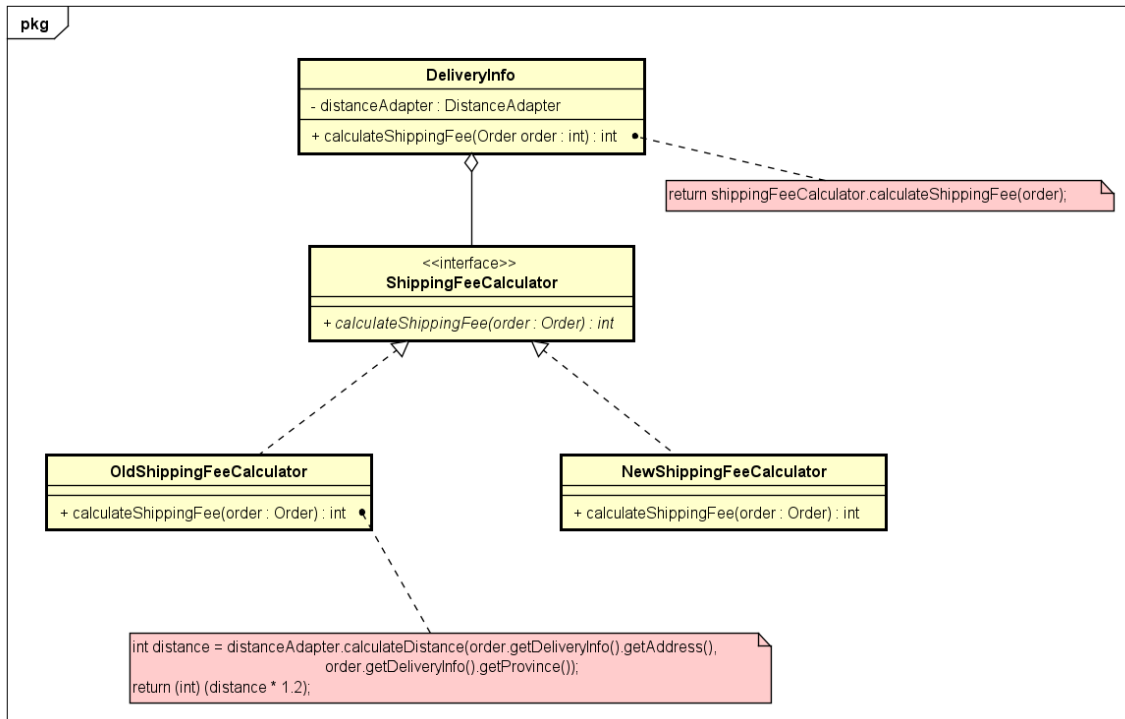 pkg
DeliveryInfo
- distanceAdapter : DistanceAdapter
+ calculateShippingFee(Order order : int) : int
return shippingFeeCalculator.calculateShippingFee(order);
<<interface>>
ShippingFeeCalculator
+ calculateShippingFee(order : Order) : int
OldShippingFeeCalculator
+ calculateShippingFee(order : Order) : int
NewShippingFeeCalculator
+ calculateShippingFee(order : Order) : int
int distance = distanceAdapter.calculateDistance(order.getDeliveryInfo().getAddress(),
order.getDeliveryInfo().getProvince());
return (int) (distance * 1.2);